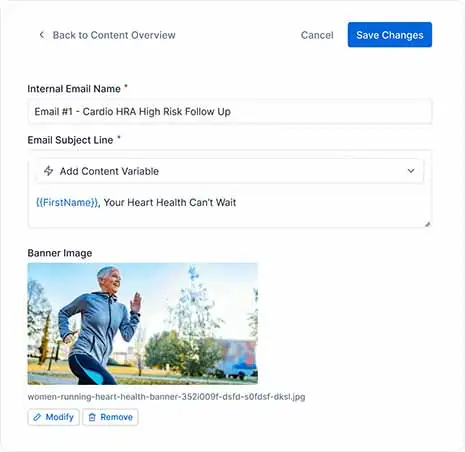 Back to Content Overview
Cancel
Save Changes
Internal Email Name *
Email #1 - Cardio HRA High Risk Follow Up
Email Subject Line *
Add Content Variable
{{FirstName}}, Your Heart Health Can't Wait
Banner Image
women-running-heart-health-banner-352i009f-dsfd-s0fdsf-dksl.jpg
Modify
Remove